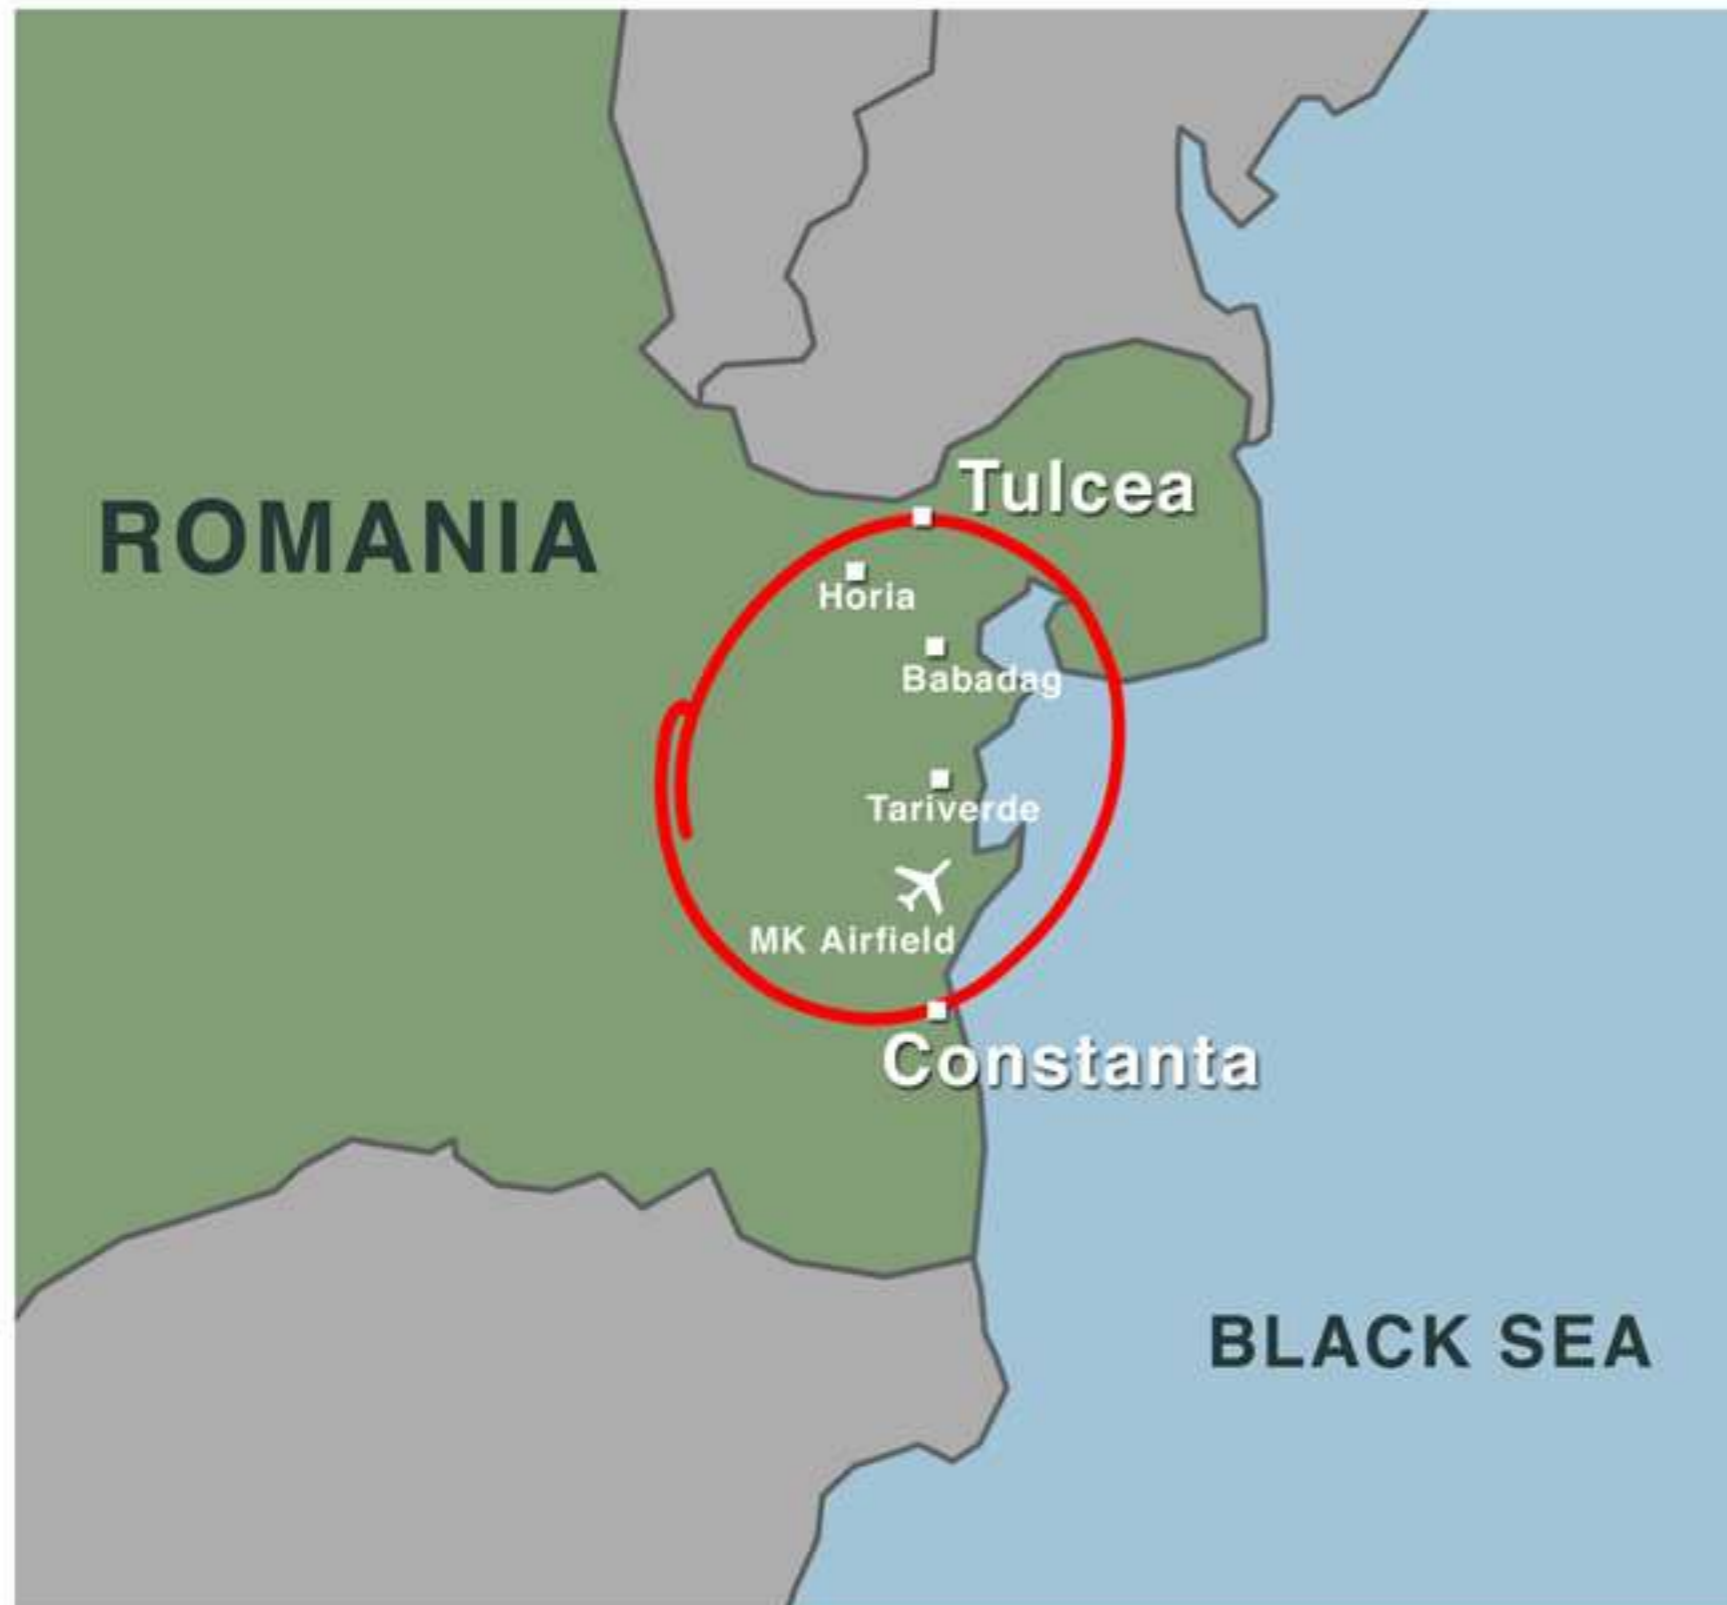 Tulcea
ROMANIA
Horia
Babadag
Tariverde
MK Airfield
Constanta
BLACK SEA